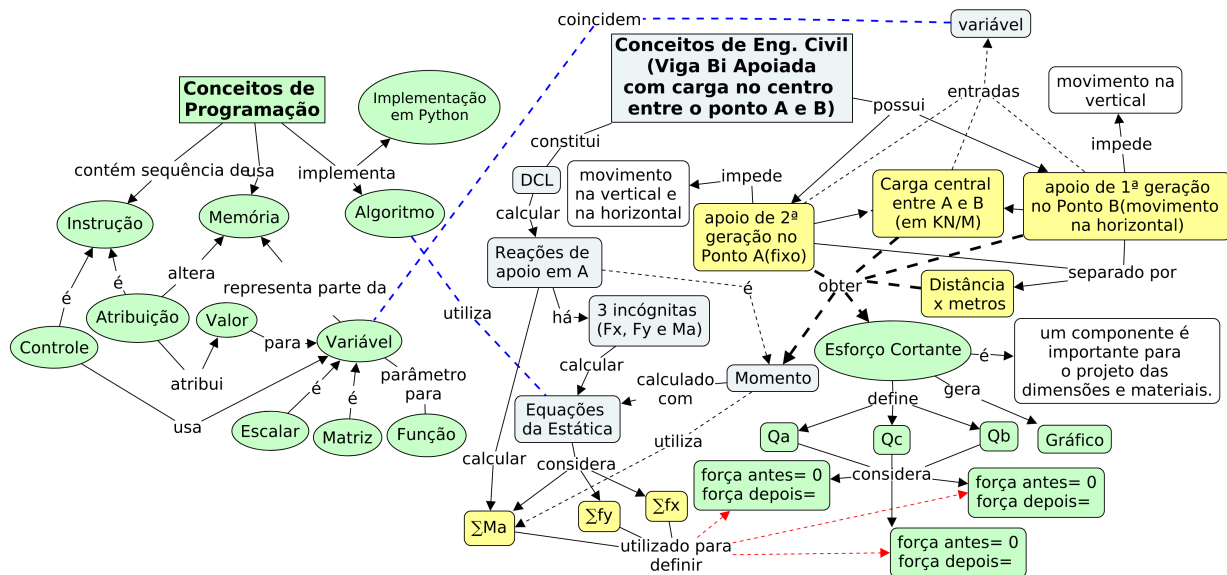 coincidem
variável
Conceitos de Eng. Civil
(Viga Bi Apoiada
com carga no centro
entre o ponto A e B)
Conceitos de
Programação
Implementação
em Python
possui
entradas
movimento na
vertical
impede
constitui
contém sequência de
usa
implementa
DCL
movimento
na vertical e
na horizontal
impede
Carga central
entre A e B
(em KN/M)
apoio de 1ª geração
no Ponto B(movimento
na horizontal)
Instrução
Memória
Algoritmo
calcular
apoio de 2ª
geração no
Ponto A(fixo)
Reações de
apoio em A
separado por
altera
representa parte da
é
é
é
obter
Distância
x metros
Atribuição
Valor
utiliza
há
3 incógnitas
(Fx, Fy e Ma)
Controle
para
Variável
Esforço Cortante
é
um componente é
importante para
o projeto das
dimensões e materiais.
atribui
parâmetro
para
calcular
calculado
com
Momento
gera
é
é
define
usa
Escalar
Matriz
Função
Equações
da Estática
utiliza
Qa
Qc
Qb
Gráfico
calcular
considera
considera
força antes= 0
força depois=
força antes= 0
força depois=
∑Ma
∑fy
∑fx
utilizado para
definir
força antes= 0
força depois=